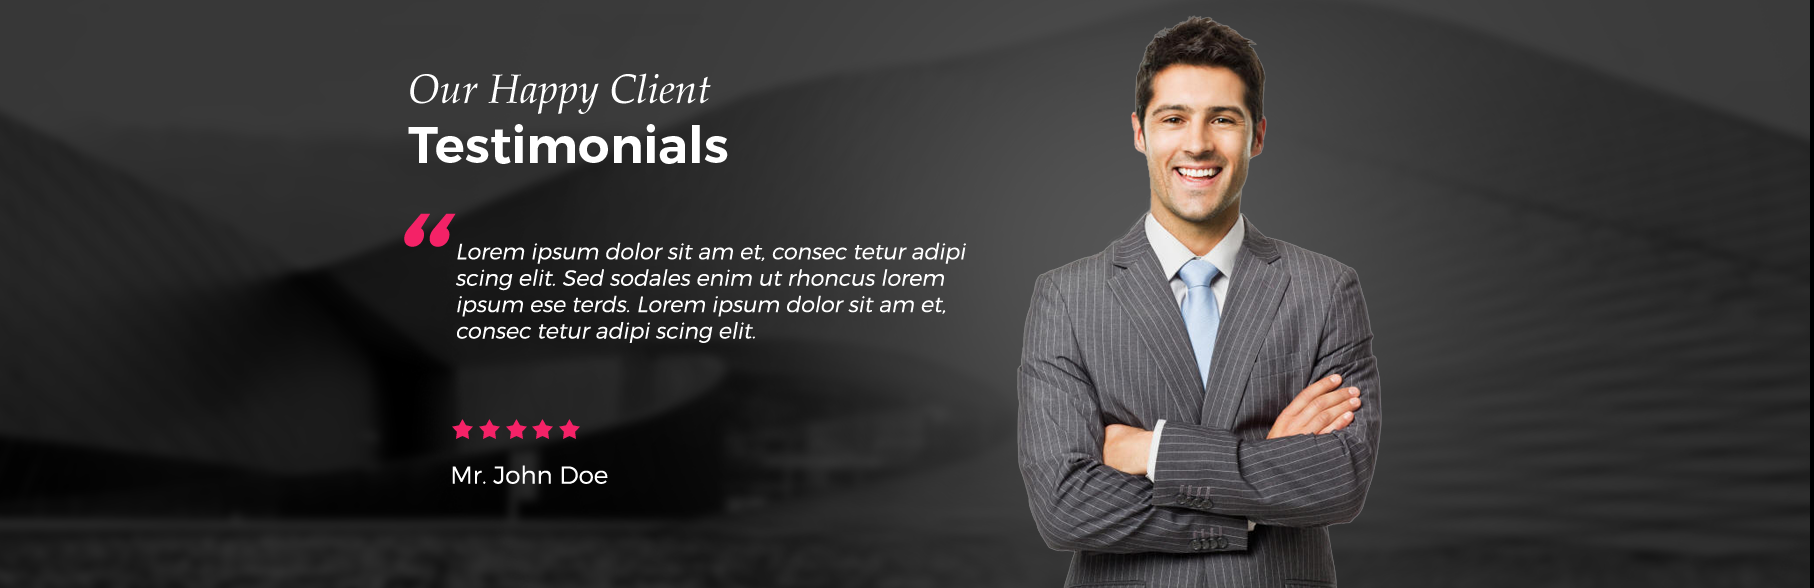 Our Happy Client
Testimonials
“
Lorem ipsum dolor sit am et, consec tetur adipi
scing elit. Sed sodales enim ut rhoncus lorem
ipsum ese terds. Lorem ipsum dolor sit am et,
consec tetur adipi scing elit.
Mr. John Doe